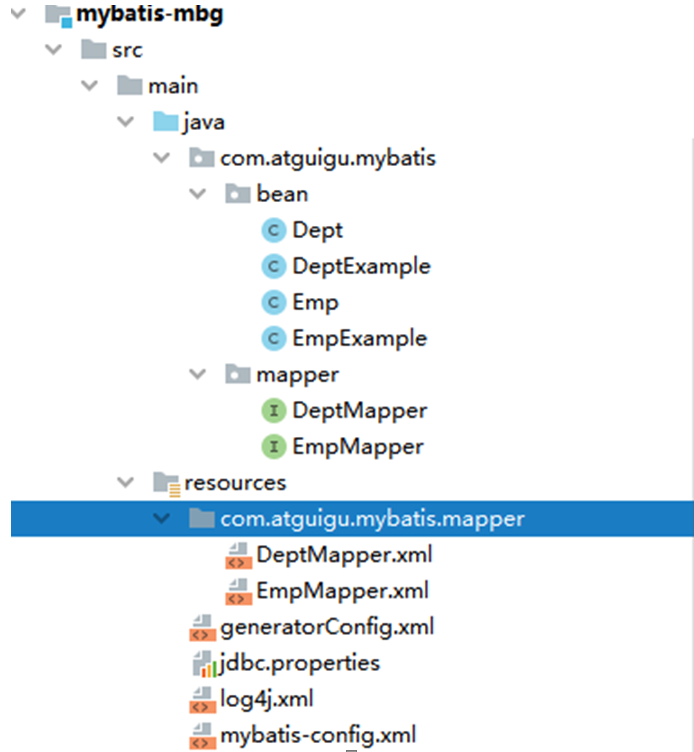 mybatis-mbg
src
main
java
com.atguigu.mybatis
bean
C Dept
C DeptExample
C Emp
C EmpExample
mapper
I DeptMapper
I EmpMapper
resources
com.atguigu.mybatis.mapper
DeptMapper.xml
EmpMapper.xml
generatorConfig.xml
jdbc.properties
log4j.xml
mybatis-config.xml